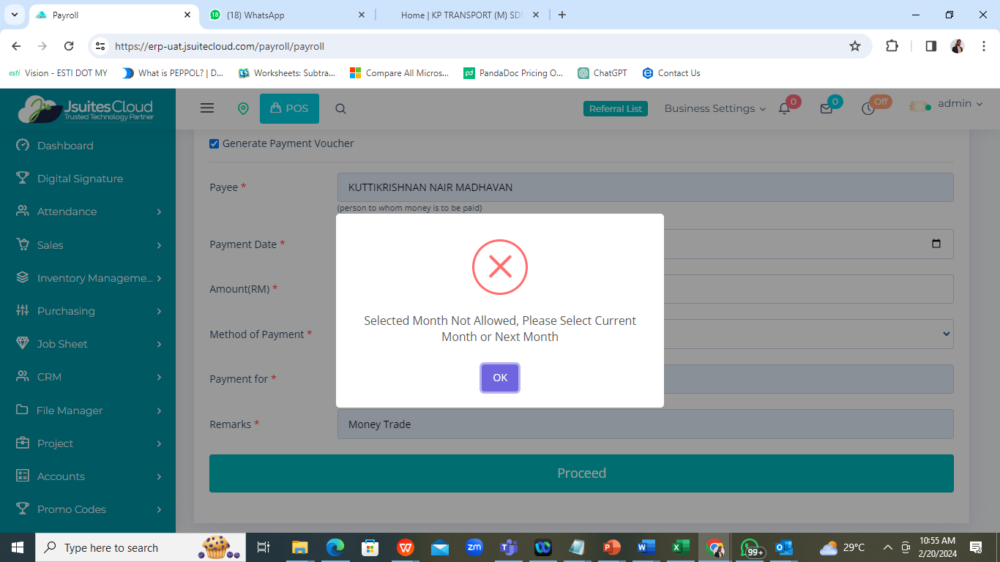 Payroll
(18) WhatsApp
Home | KP TRANSPORT (M) SD
https://erp-uat.jsuitecloud.com/payroll/payroll
esti Vision - ESTI DOT MY
What is PEPPOL? | D...
Worksheets: Subtra...
Compare All Micros...
pd PandaDoc Pricing O...
ChatGPT
Contact Us
JsuitesCloud
Trusted Technology Partner
POS
Referral List
Business Settings
0
0
Off
admin
Dashboard
Digital Signature
Attendance
Sales
Inventory Manageme...
Purchasing
Job Sheet
CRM
File Manager
Project
Accounts
Promo Codes
Generate Payment Voucher
Payee *
KUTTIKRISHNAN NAIR MADHAVAN
(person to whom money is to be paid)
Payment Date *
Amount(RM) *
Method of Payment *
Payment for *
Remarks *
Money Trade
Proceed
Selected Month Not Allowed, Please Select Current
Month or Next Month
OK
Type here to search
zm
99+
29°C
10:55 AM
2/20/2024